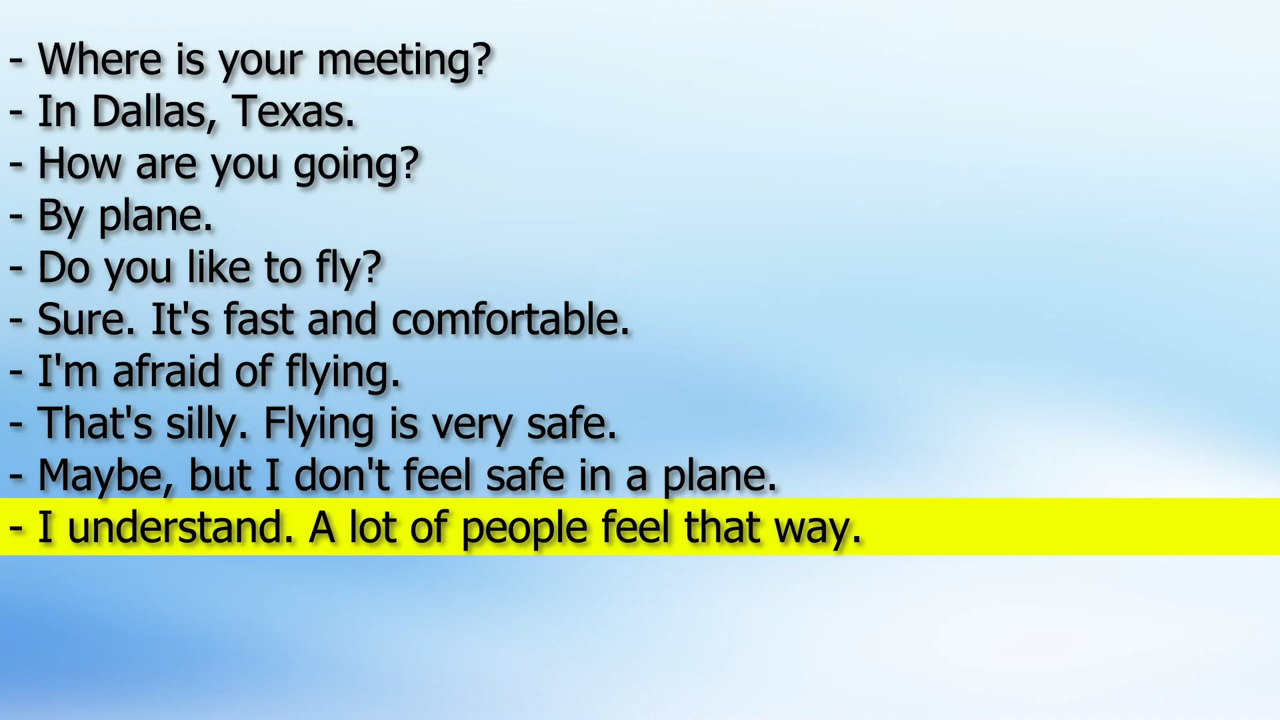 - Where is your meeting?
- In Dallas, Texas.
- How are you going?
- By plane.
- Do you like to fly?
- Sure. It's fast and comfortable.
- I'm afraid of flying.
- That's silly. Flying is very safe.
- Maybe, but I don't feel safe in a plane.
- I understand. A lot of people feel that way.